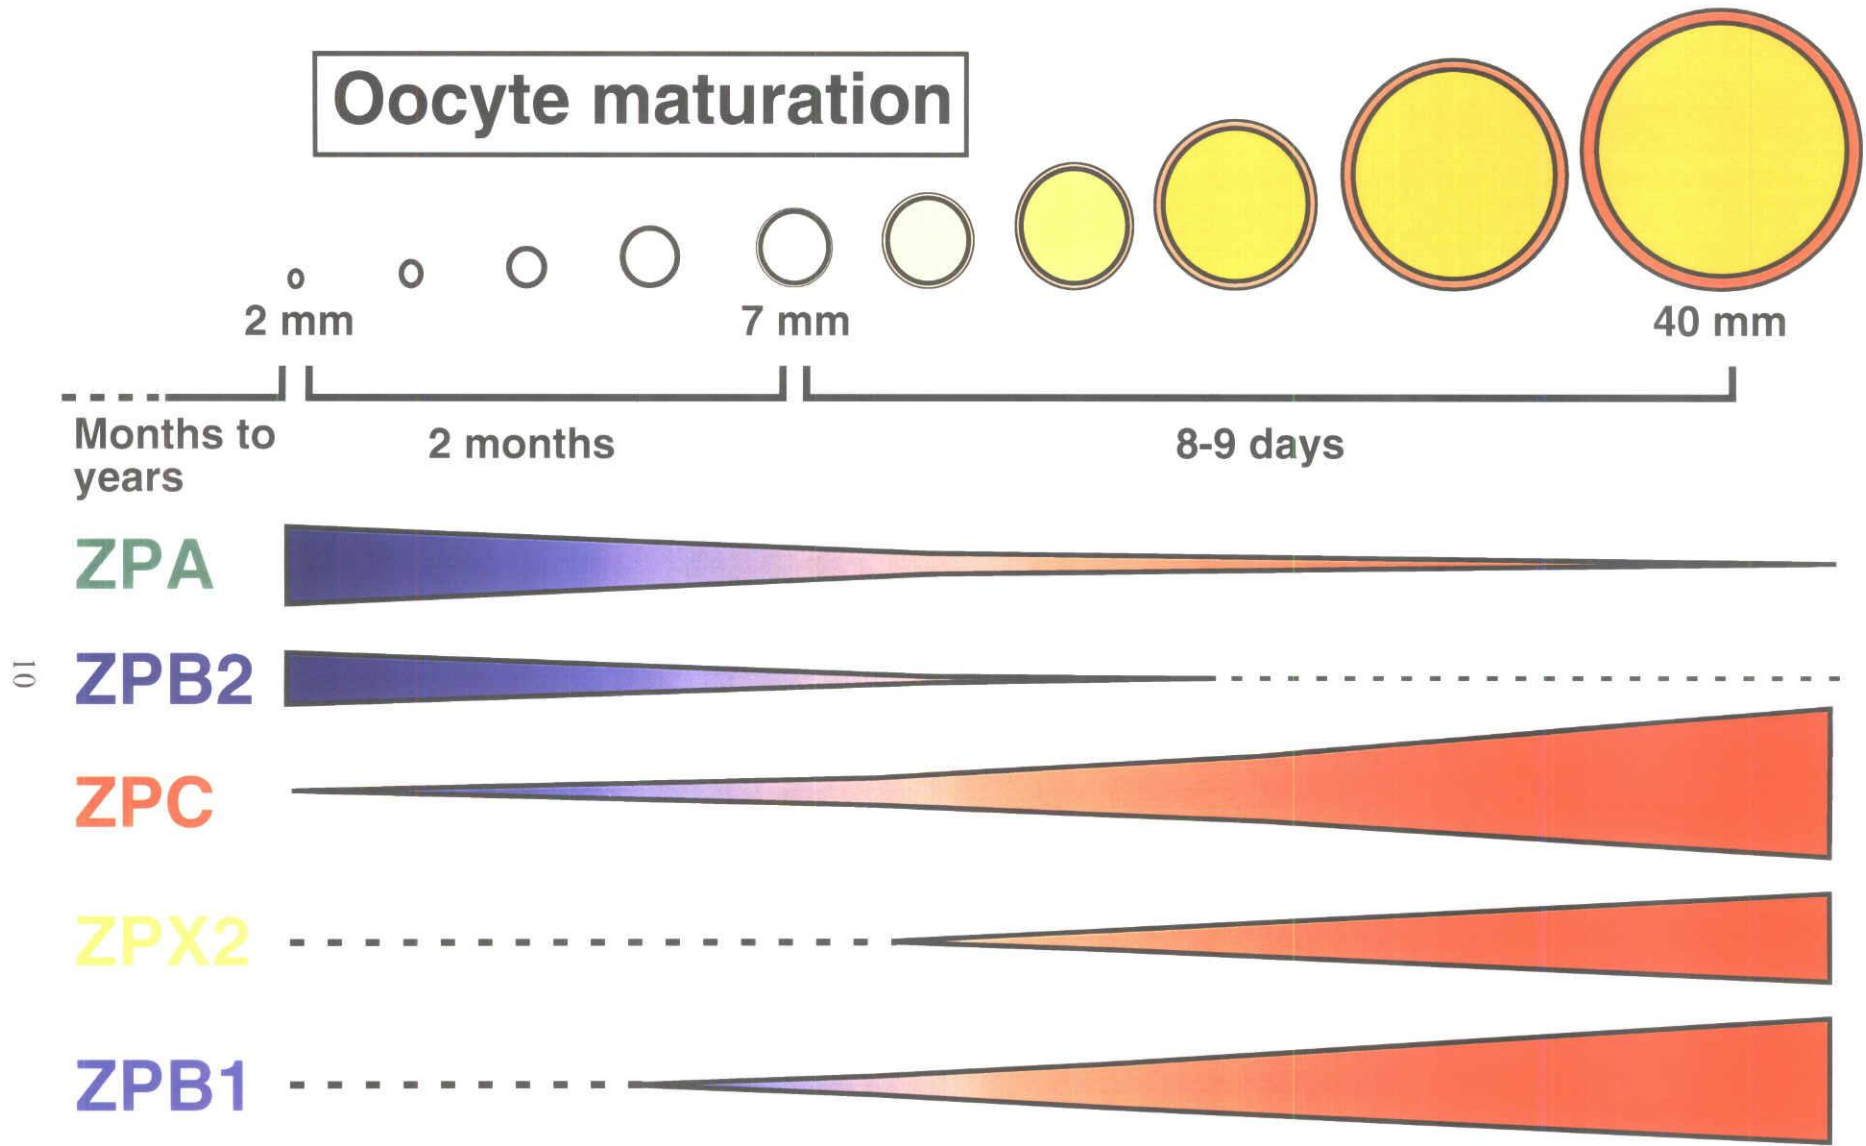 Oocyte maturation
2 mm
7 mm
40 mm
Months to
years
2 months
8-9 days
ZPA
ZPB2
ZPC
ZPX2
ZPB1
10